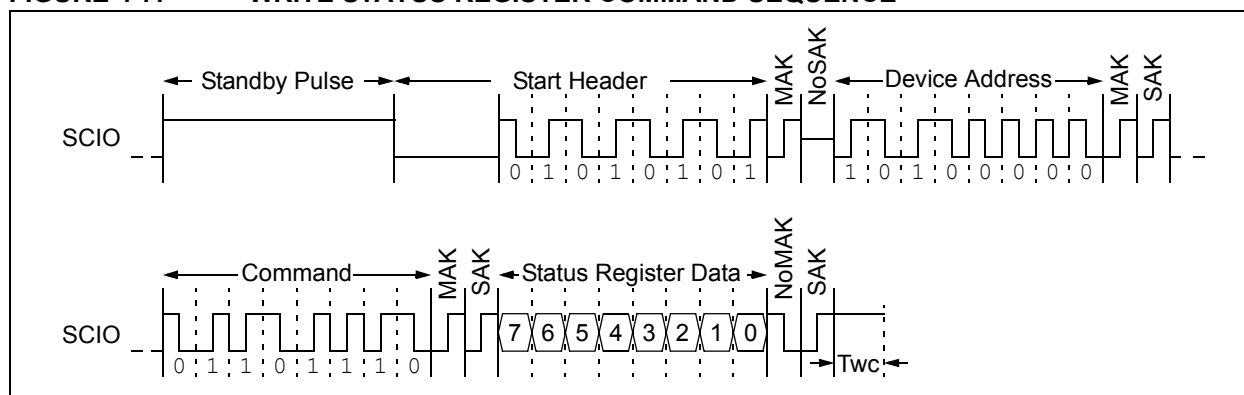 FIGURE 4-11: WRITE STATUS REGISTER COMMAND SEQUENCE
Standby Pulse Start Header MAK NoSAK Device Address MAK SAK
SCIO
0 1 0 1 0 1 0 1 1 0 1 0 0 0 0 0
Command MAK SAK Status Register Data NoMAK SAK
SCIO 7 6 5 4 3 2 1 0
0 1 1 0 1 1 1 0 Twc